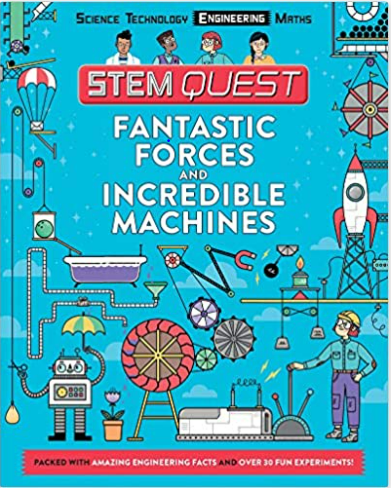 Science Technology Engineering Maths
STEM QUEST
FANTASTIC
FORCES
AND
INCREDIBLE
MACHINES
PACKED WITH AMAZING ENGINEERING FACTS AND OVER 30 FUN EXPERIMENTS!